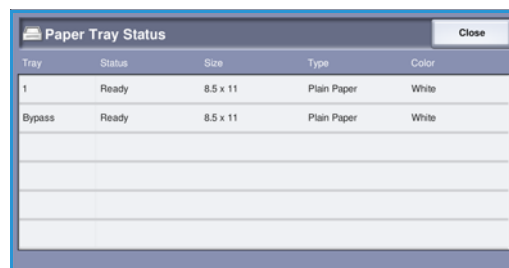 Paper Tray Status Close
Tray Status Size Type Color
1 Ready 8.5 x 11 Plain Paper White
Bypass Ready 8.5 x 11 Plain Paper White